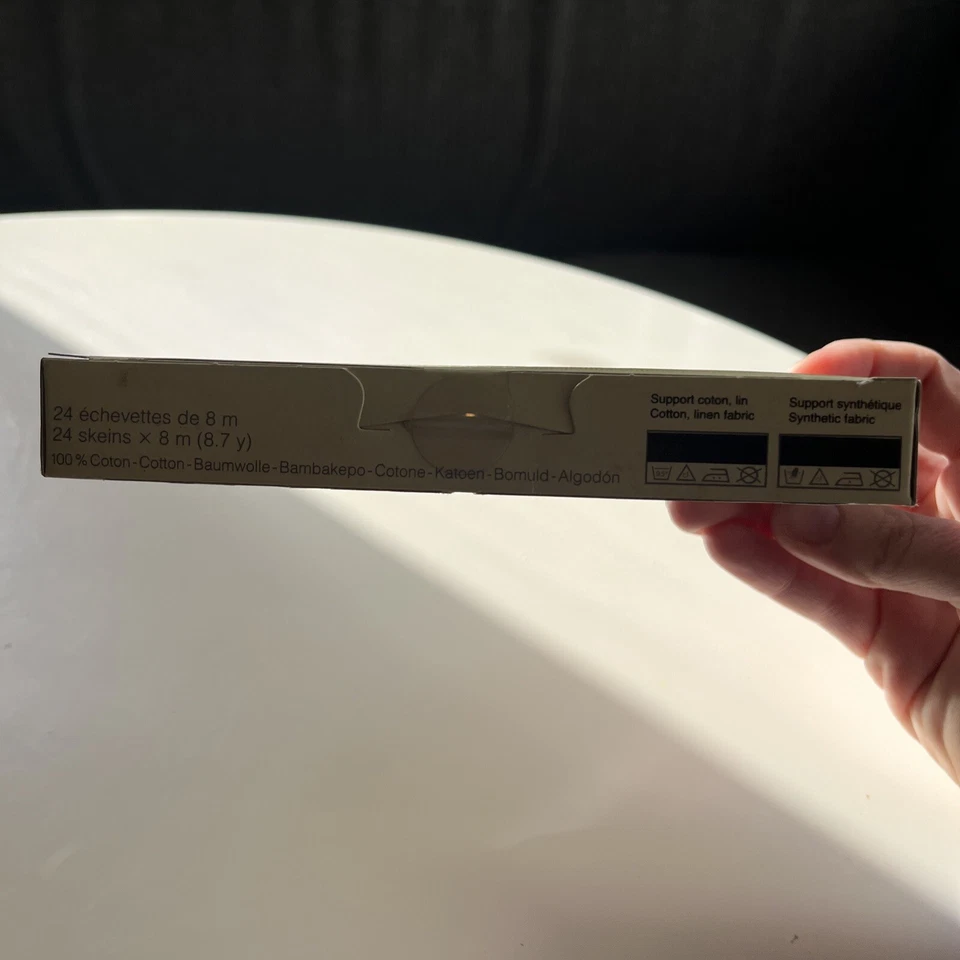 24 échevettes de 8 m
24 skeins × 8 m (8.7 y)
100 % Coton - Cotton - Baumwolle - Bambakepo - Cotone - Katoen - Bomuld - Algodón
Support coton, lin
Cotton, linen fabric
Support synthétique
Synthetic fabric